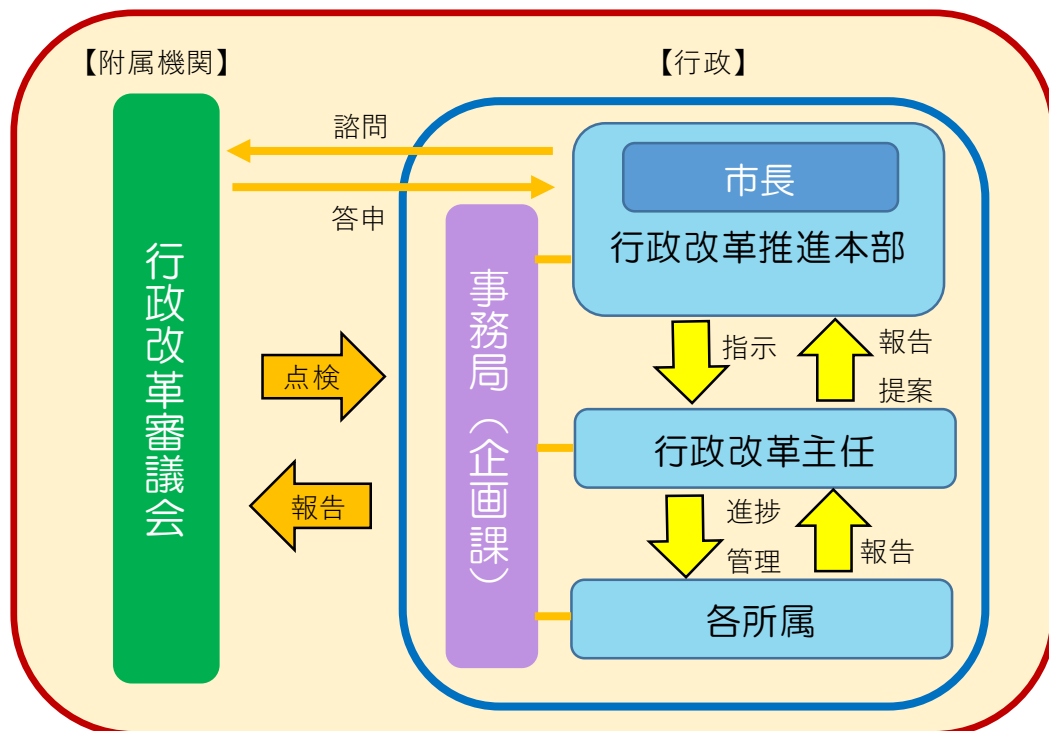 【附属機関】
【行政】
諮問
答申
行政改革審議会
点検
報告
事務局（企画課）
市長
行政改革推進本部
指示
報告
提案
行政改革主任
進捗
管理
報告
各所属